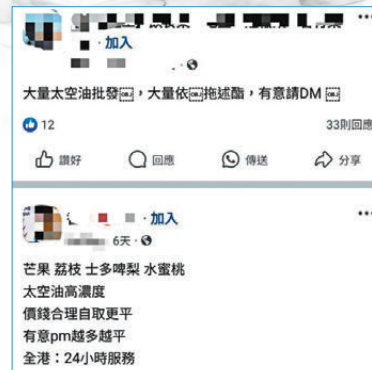 加入
大量太空油批發，大量依托咪酯，有意請DM
12
33則回應
讚好
回應
傳送
分享
· 加入
6天 ·
芒果 荔枝 士多啤梨 水蜜桃
太空油高濃度
價錢合理自取更平
有意pm越多越平
全港：24小時服務